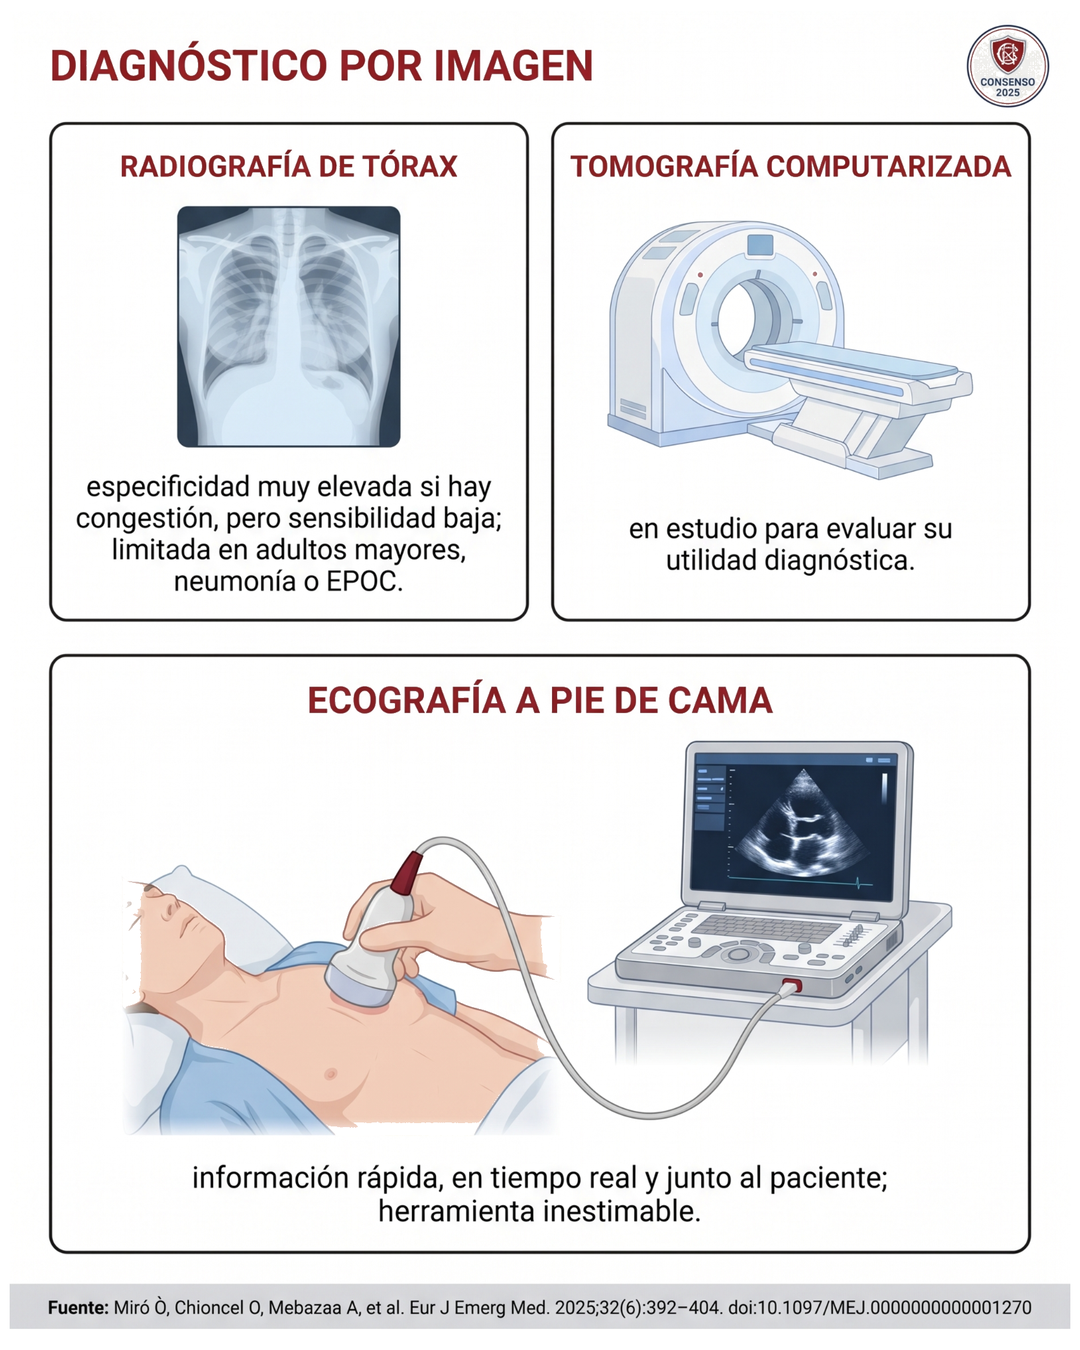 DIAGNÓSTICO POR IMAGEN
CONSENSO
2025
RADIOGRAFÍA DE TÓRAX
especificidad muy elevada si hay
congestión, pero sensibilidad baja;
limitada en adultos mayores,
neumonía o EPOC.
TOMOGRAFÍA COMPUTARIZADA
en estudio para evaluar su
utilidad diagnóstica.
ECOGRAFÍA A PIE DE CAMA
información rápida, en tiempo real y junto al paciente;
herramienta inestimable.
Fuente: Miró Ò, Chioncel O, Mebazaa A, et al. Eur J Emerg Med. 2025;32(6):392–404. doi:10.1097/MEJ.0000000000001270